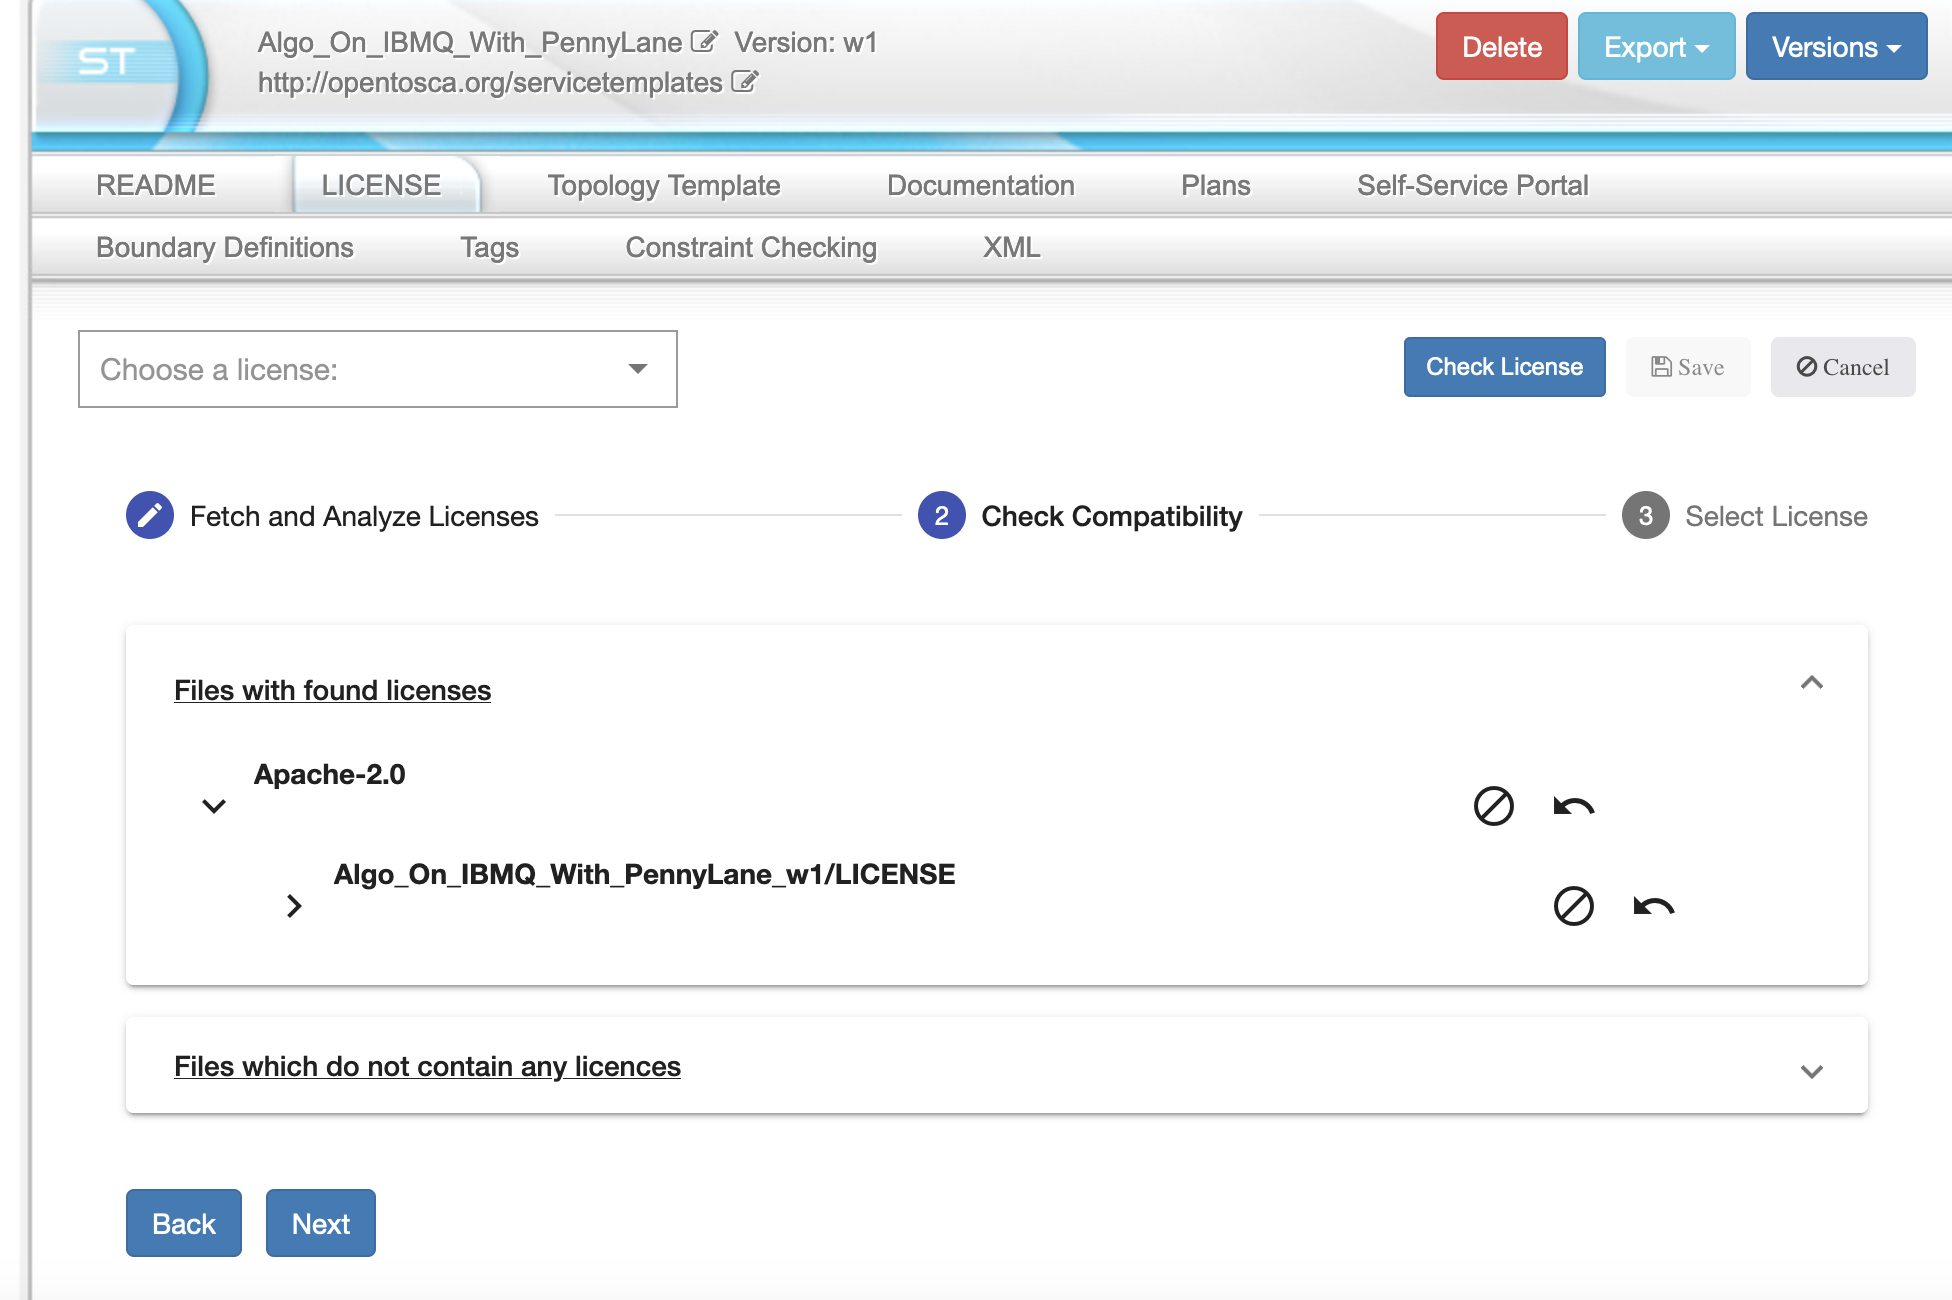 ST
Algo_On_IBMQ_With_PennyLane Version: w1
http://opentosca.org/servicetemplates
Delete Export Versions
README LICENSE Topology Template Documentation Plans Self-Service Portal
Boundary Definitions Tags Constraint Checking XML
Choose a license:
Check License Save Cancel
Fetch and Analyze Licenses 2 Check Compatibility 3 Select License
Files with found licenses
Apache-2.0
Algo_On_IBMQ_With_PennyLane_w1/LICENSE
Files which do not contain any licences
Back Next